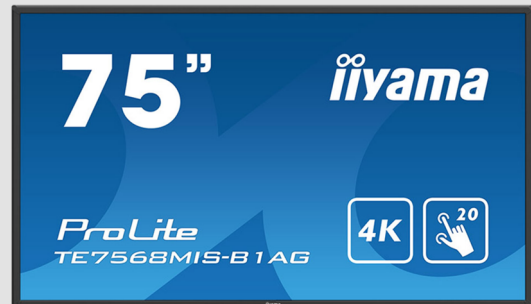 75”
iiyama
ProLite
TE7568MIS-B1AG
4K
20